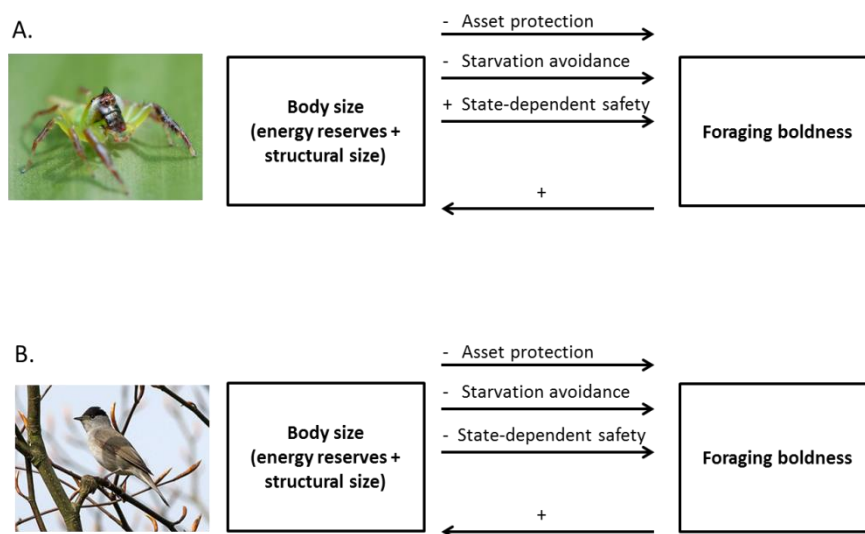 A.
- Asset protection
- Starvation avoidance
+ State-dependent safety
Body size
(energy reserves +
structural size)
Foraging boldness
+
B.
- Asset protection
- Starvation avoidance
- State-dependent safety
Body size
(energy reserves +
structural size)
Foraging boldness
+